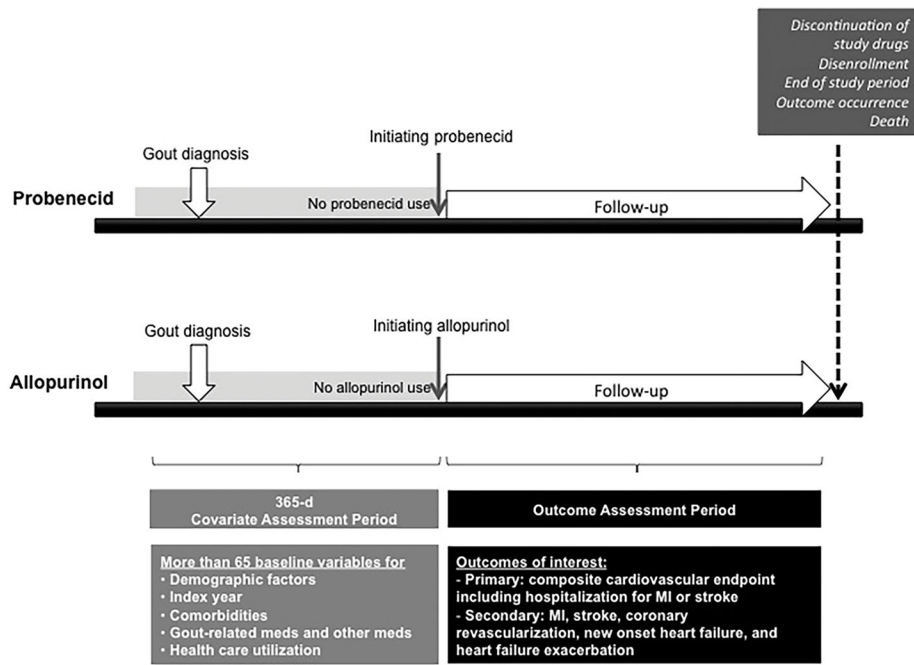 Discontinuation of
study drugs
Disenrollment
End of study period
Outcome occurrence
Death
Initiating probenecid
Gout diagnosis
Probenecid
No probenecid use
Follow-up
Initiating allopurinol
Gout diagnosis
Allopurinol
No allopurinol use
Follow-up
365-d
Covariate Assessment Period
Outcome Assessment Period
More than 65 baseline variables for
• Demographic factors
• Index year
• Comorbidities
• Gout-related meds and other meds
• Health care utilization
Outcomes of interest:
- Primary: composite cardiovascular endpoint
including hospitalization for MI or stroke
- Secondary: MI, stroke, coronary
revascularization, new onset heart failure, and
heart failure exacerbation